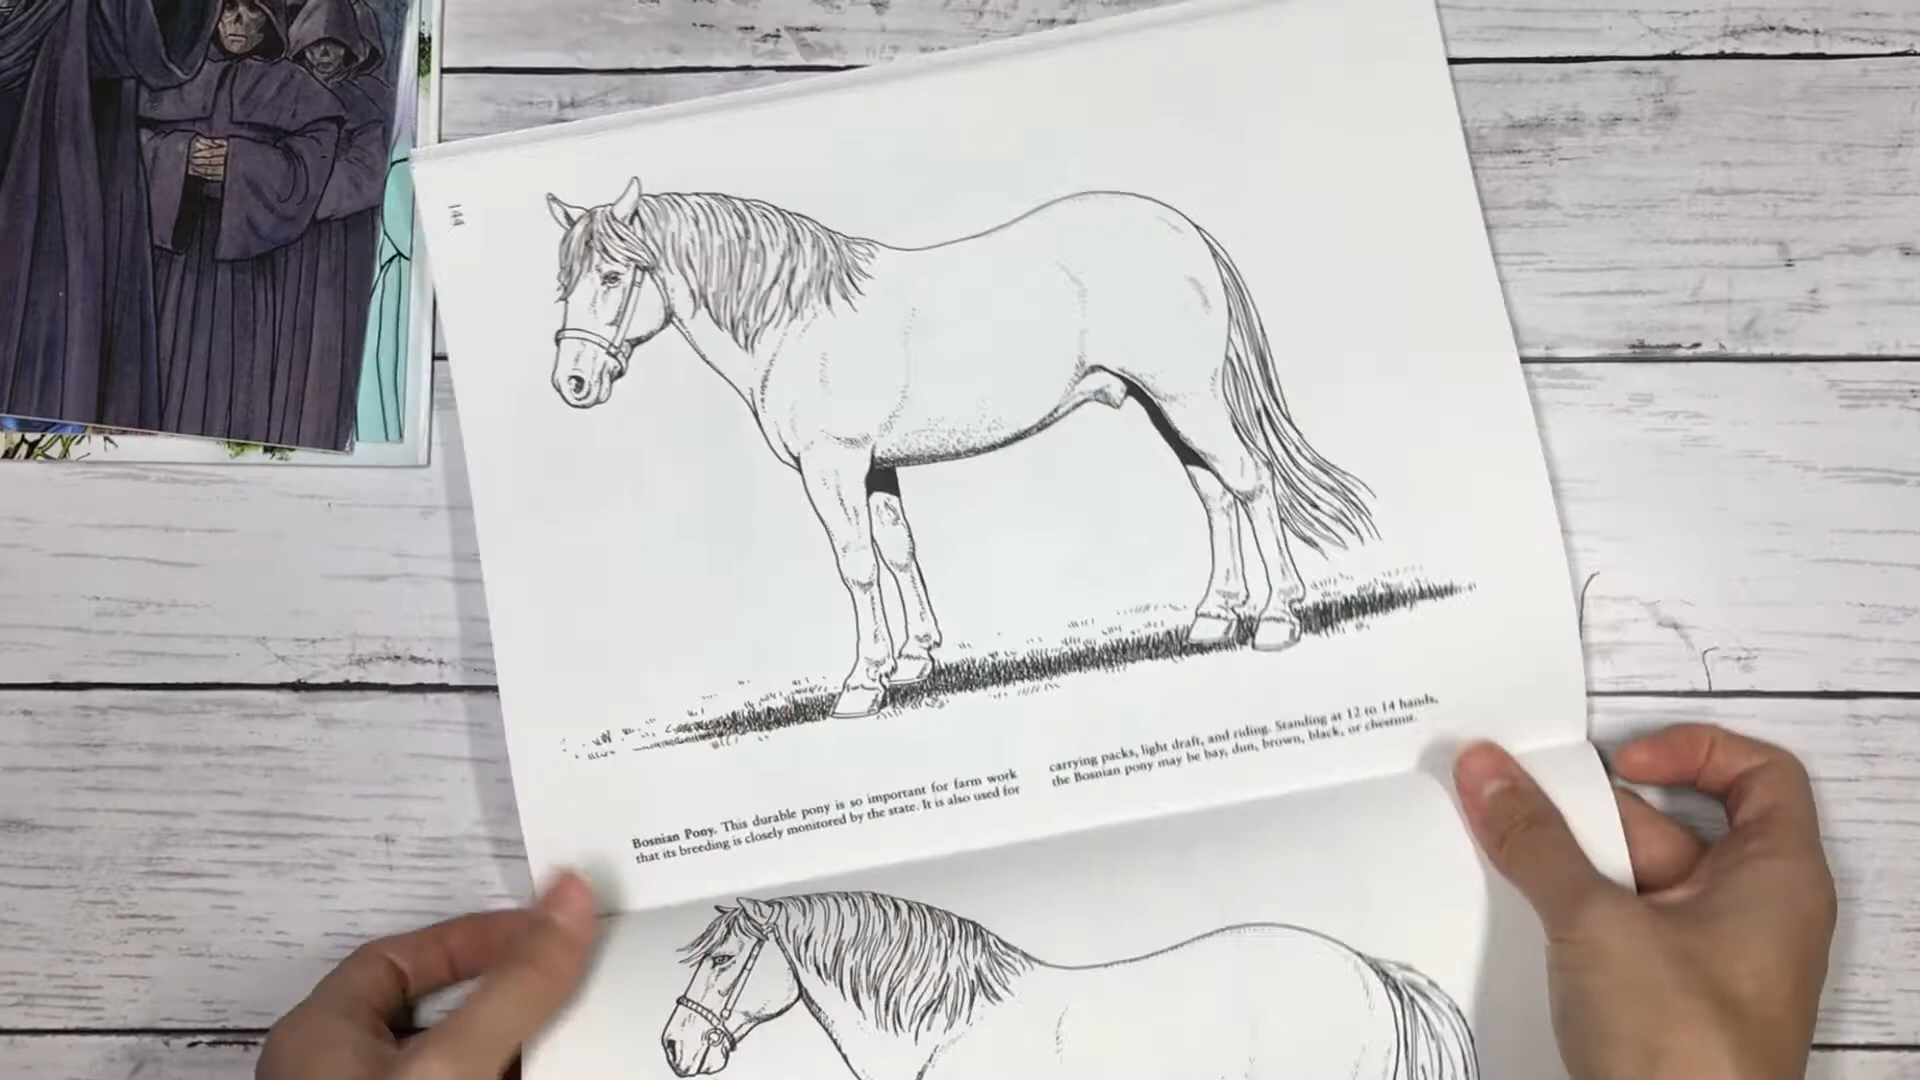 144
Bosnian Pony. This durable pony is so important for farm work
that its breeding is closely monitored by the state. It is also used for
carrying packs, light draft, and riding. Standing at 12 to 14 hands,
the Bosnian pony may be bay, dun, brown, black, or chestnut.